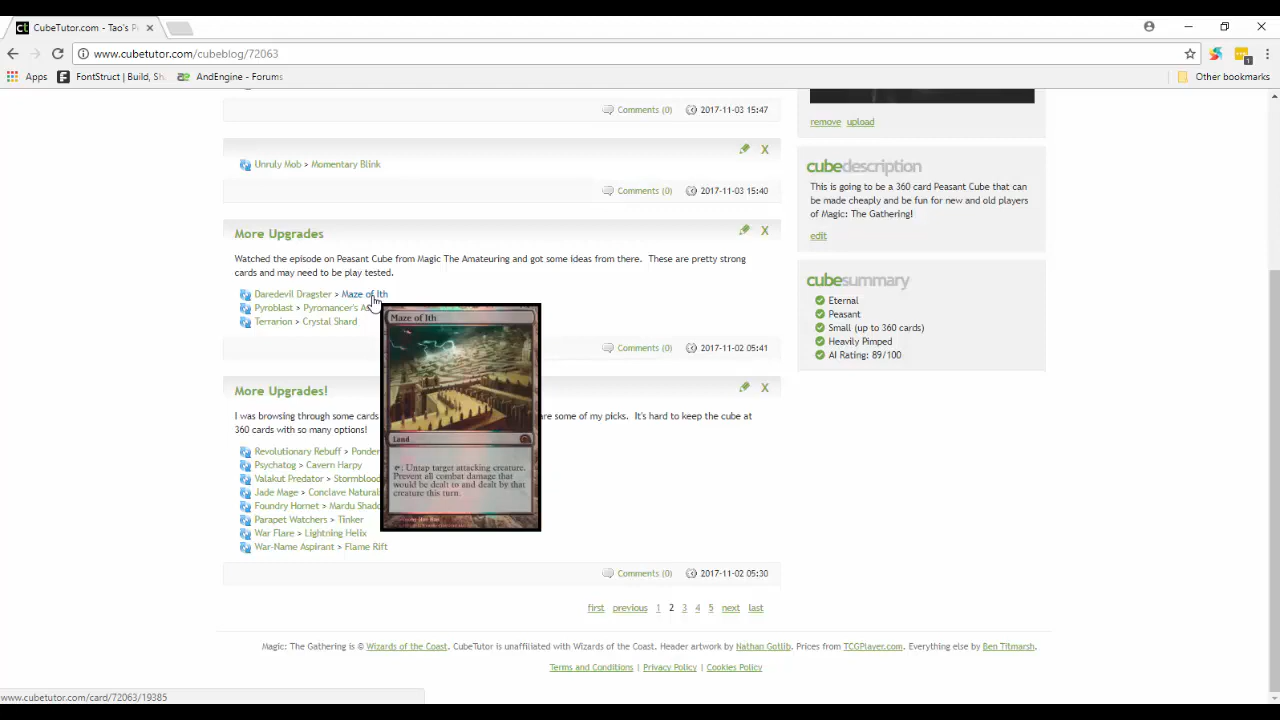 CubeTutor.com - Tao's P
www.cubetutor.com/cubeblog/72063
Apps
FontStruct | Build, Sh
AndEngine - Forums
Other bookmarks
Comments (0)
2017-11-03 15:47
Unruly Mob > Momentary Blink
Comments (0)
2017-11-03 15:40
More Upgrades
Watched the episode on Peasant Cube from Magic The Amateuring and got some ideas from there. These are pretty strong
cards and may need to be play tested.
Daredevil Dragster > Maze of Ith
Pyroblast > Pyromancer's As
Terrarion > Crystal Shard
Comments (0)
2017-11-02 05:41
More Upgrades!
I was browsing through some cards
are some of my picks. It's hard to keep the cube at
360 cards with so many options!
Revolutionary Rebuff > Ponder
Psychatog > Cavern Harpy
Valakut Predator > Stormblood
Jade Mage > Conclave Natural
Foundry Hornet > Mardu Shado
Parapet Watchers > Tinker
War Flare > Lightning Helix
War-Name Aspirant > Flame Rift
Comments (0)
2017-11-02 05:30
Maze of Ith
Land
: Untap target attacking creature.
Prevent all combat damage that
would be dealt to and dealt by that
creature this turn.
first previous 1 2 3 4 5 next last
remove upload
cubedescription
This is going to be a 360 card Peasant Cube that can
be made cheaply and be fun for new and old players
of Magic: The Gathering!
edit
cubesummary
Eternal
Peasant
Small (up to 360 cards)
Heavily Pimped
AI Rating: 89/100
Magic: The Gathering is © Wizards of the Coast. CubeTutor is unaffiliated with Wizards of the Coast. Header artwork by Nathan Gotlib. Prices from TCGPlayer.com. Everything else by Ben Titmarsh.
Terms and Conditions | Privacy Policy | Cookies Policy
www.cubetutor.com/card/72063/19385